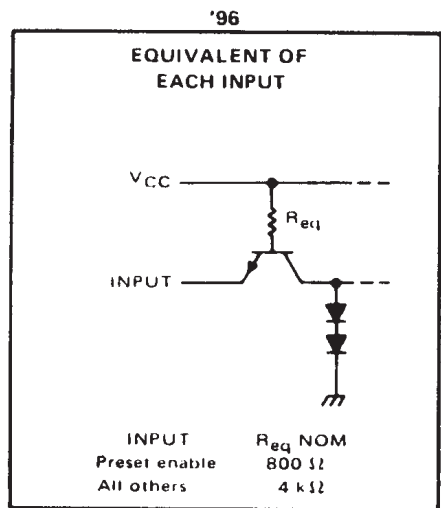 '96
EQUIVALENT OF
EACH INPUT
VCC
Req
INPUT
INPUT Req NOM
Preset enable 800 Ω
All others 4 kΩ